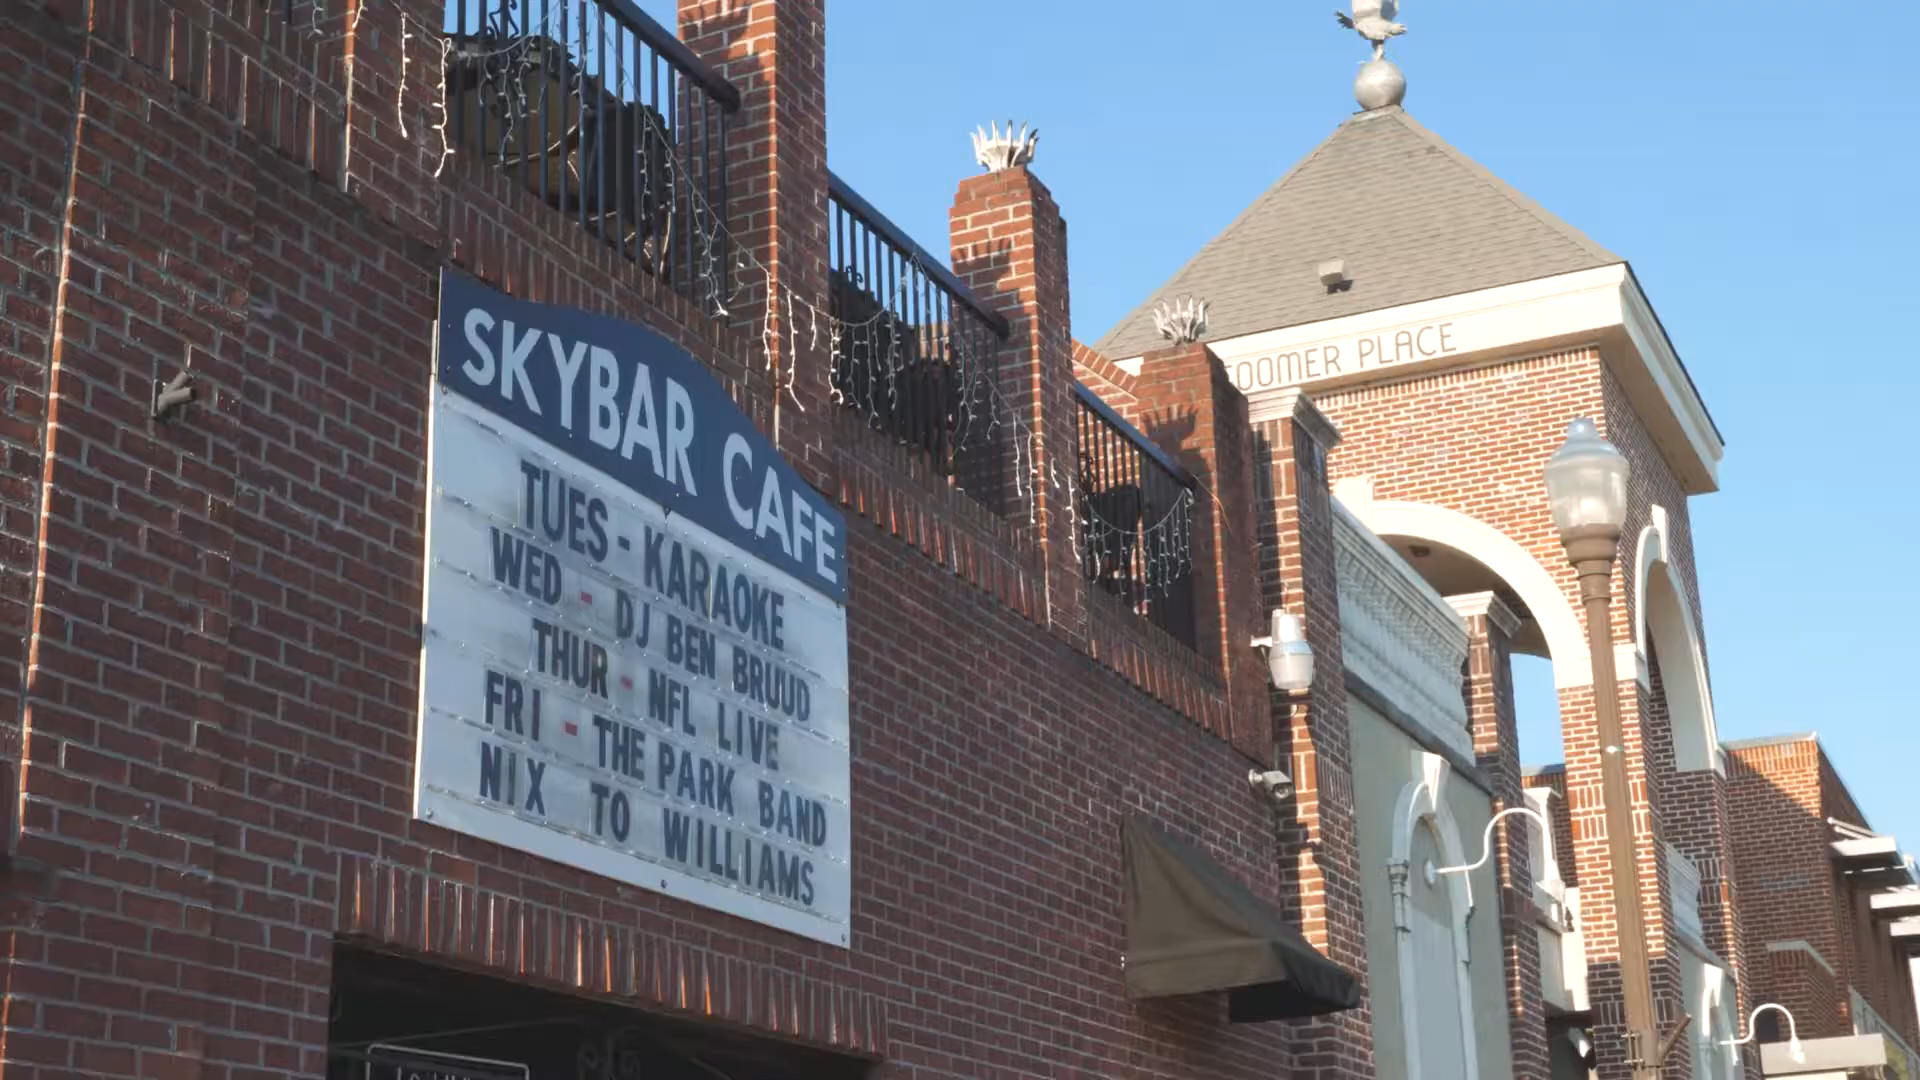 SKYBAR CAFE
TUES - KARAOKE
WED - DJ BEN BRUUD
THUR - NFL LIVE
FRI - THE PARK BAND
NIX TO WILLIAMS
TOOMER PLACE